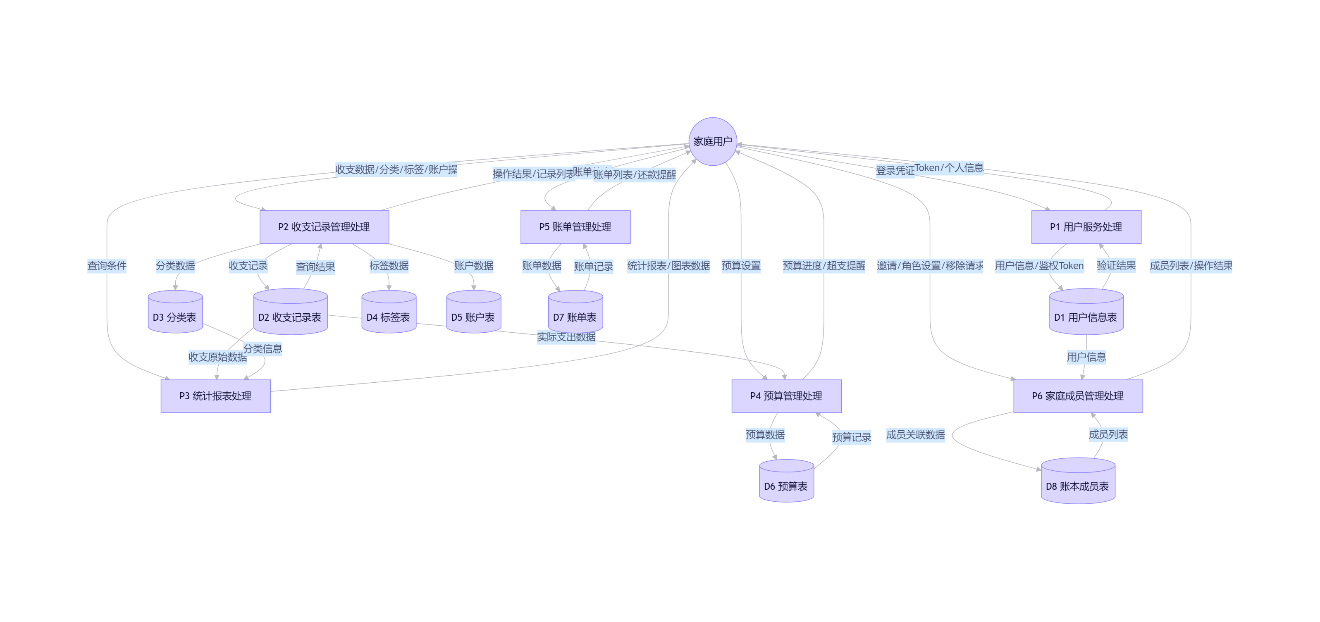 家庭用户
收支数据/分类/标签/账户操
操作结果/记录列表
账单
账单列表/还款提醒
登录凭证
Token/个人信息
P2 收支记录管理处理
P5 账单管理处理
P1 用户服务处理
查询条件
分类数据
收支记录
查询结果
标签数据
账户数据
账单数据
账单记录
统计报表/图表数据
预算设置
预算进度/超支提醒
邀请/角色设置/移除请求
用户信息/鉴权Token
验证结果
成员列表/操作结果
D3 分类表
D2 收支记录表
D4 标签表
D5 账户表
D7 账单表
D1 用户信息表
实际支出数据
分类信息
收支原始数据
用户信息
P3 统计报表处理
P4 预算管理处理
P6 家庭成员管理处理
预算数据
预算记录
成员关联数据
成员列表
D6 预算表
D8 账本成员表